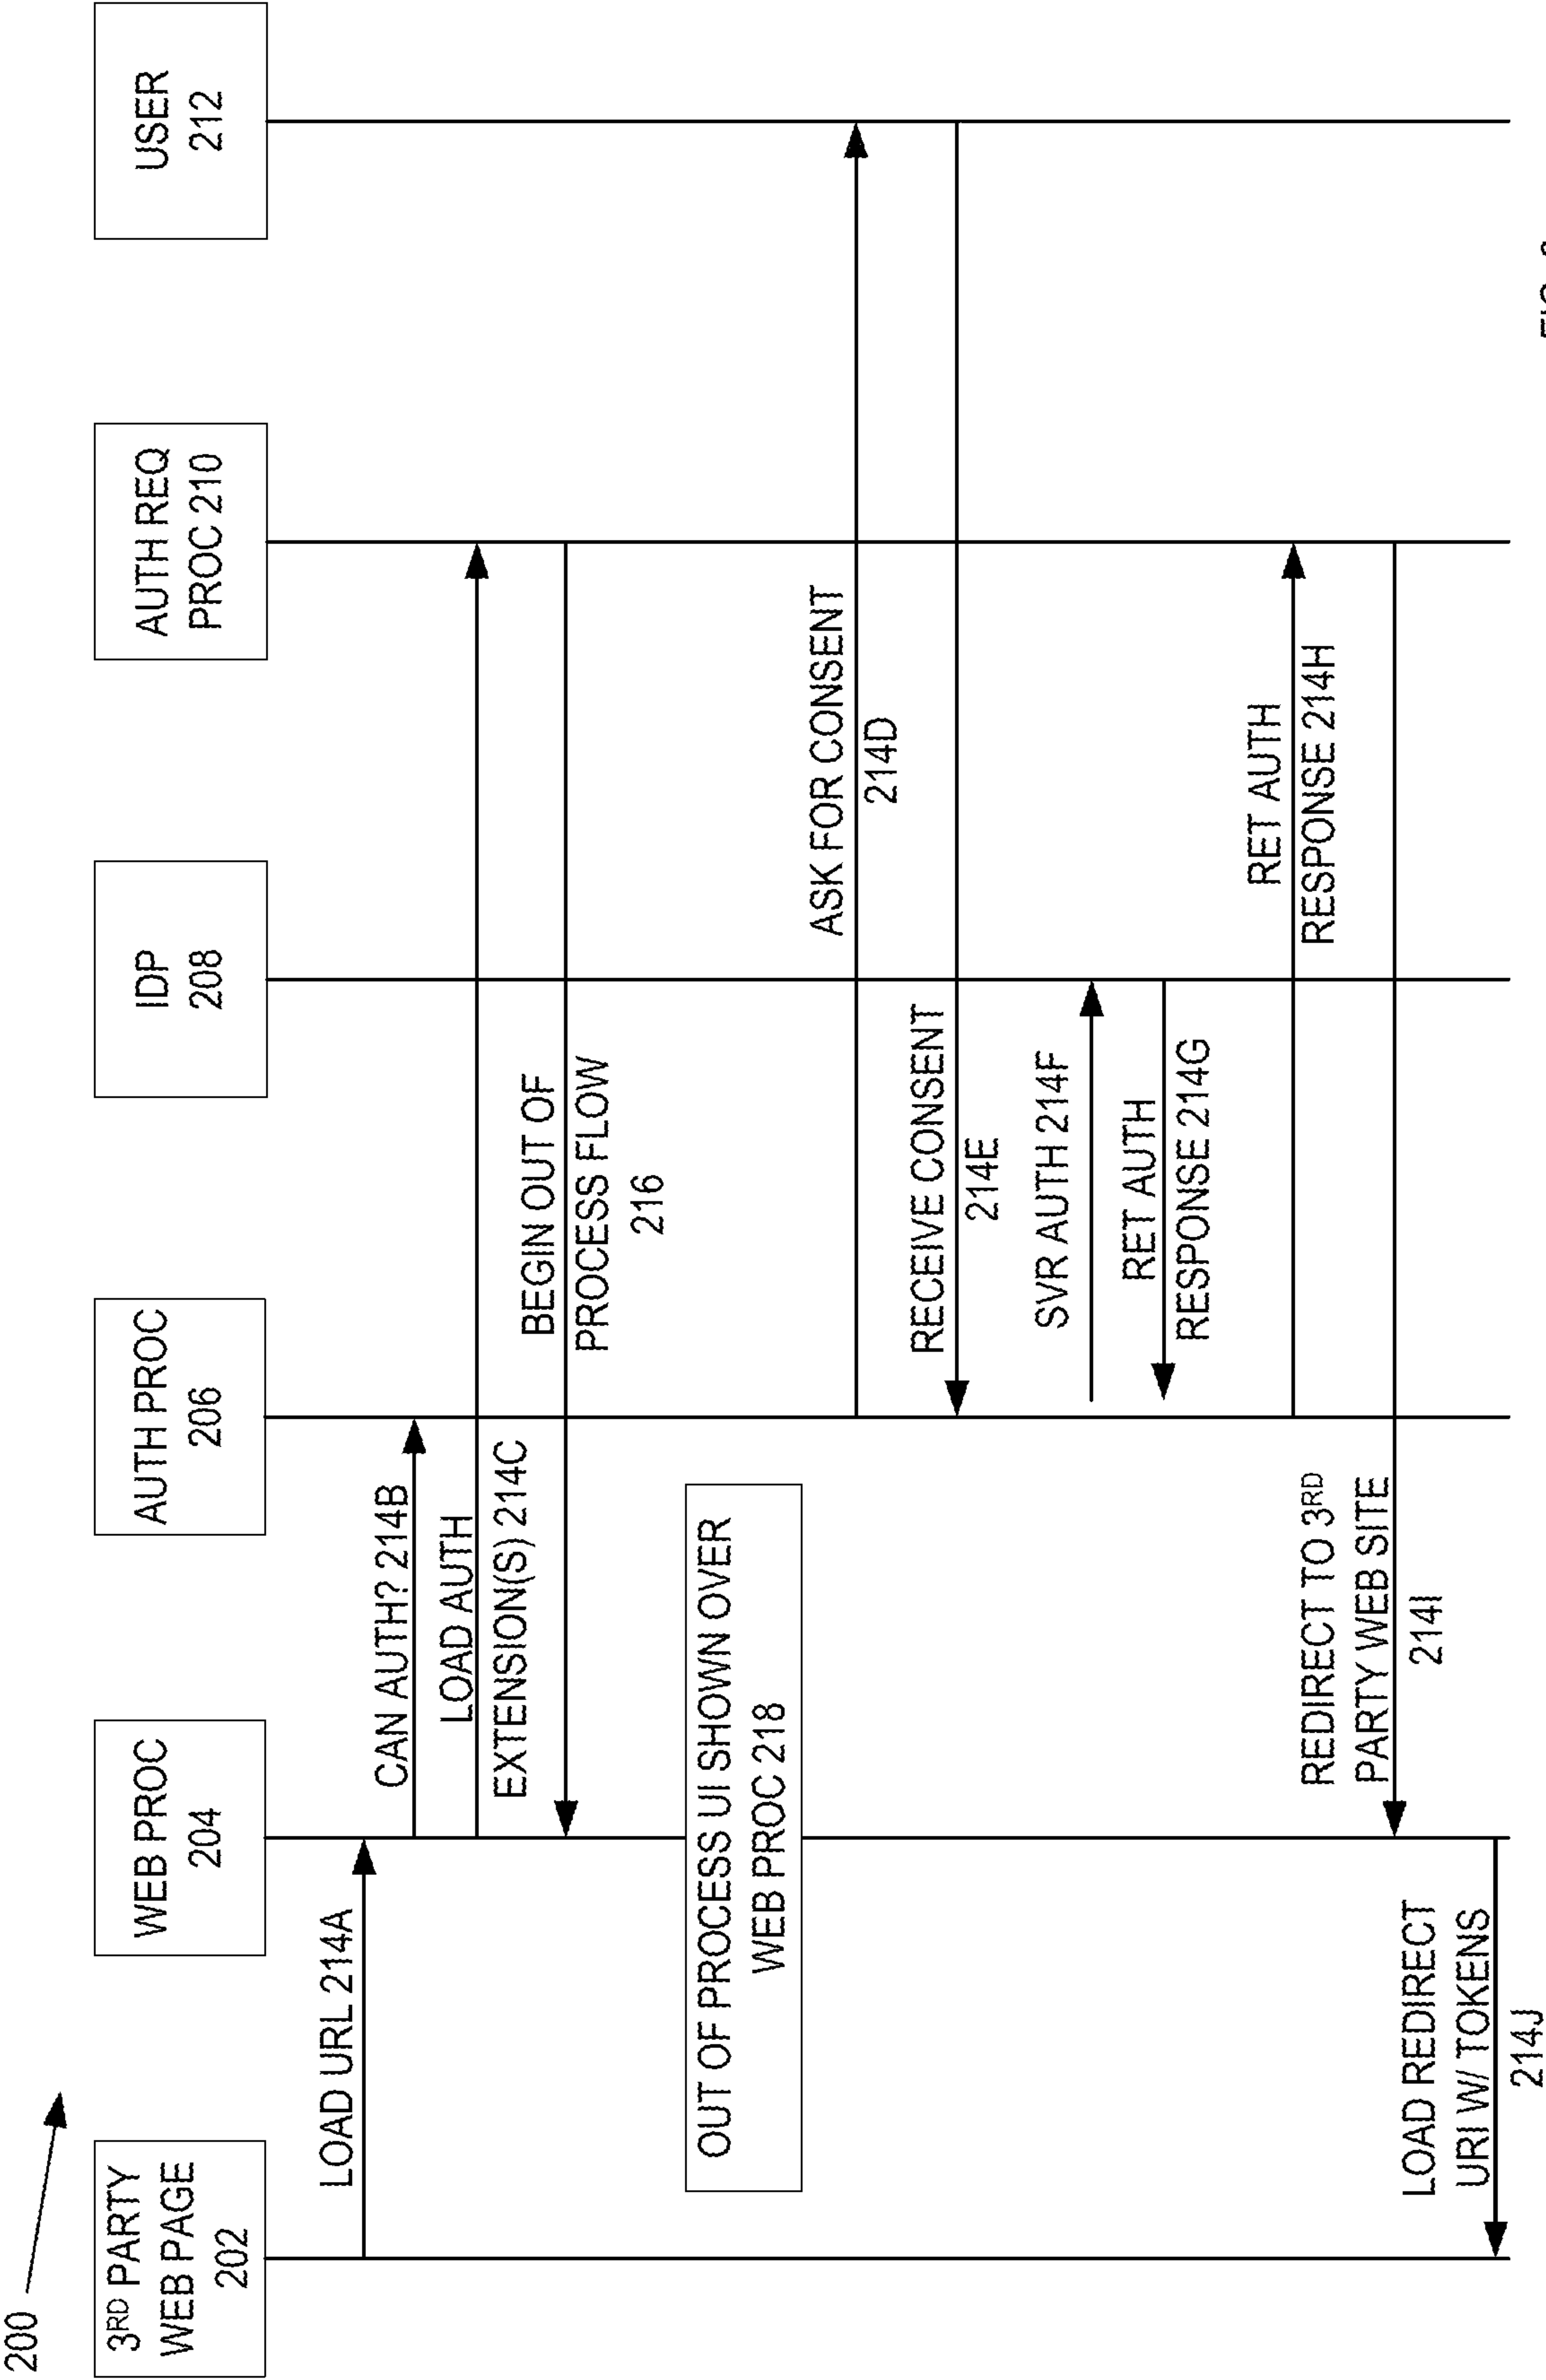 200
3RD PARTY
WEB PAGE
202
WEB PROC
204
AUTH PROC
206
IDP
208
AUTH REQ
PROC 210
USER
212
LOAD URL 214A
CAN AUTH? 214B
LOAD AUTH
EXTENSION(S) 214C
BEGIN OUT OF
PROCESS FLOW
216
OUT OF PROCESS UI SHOWN OVER
WEB PROC 218
ASK FOR CONSENT
214D
RECEIVE CONSENT
214E
SVR AUTH 214F
RET AUTH
RESPONSE 214G
RET AUTH
RESPONSE 214H
REDIRECT TO 3RD
PARTY WEB SITE
214I
LOAD REDIRECT
URI W/ TOKENS
214J